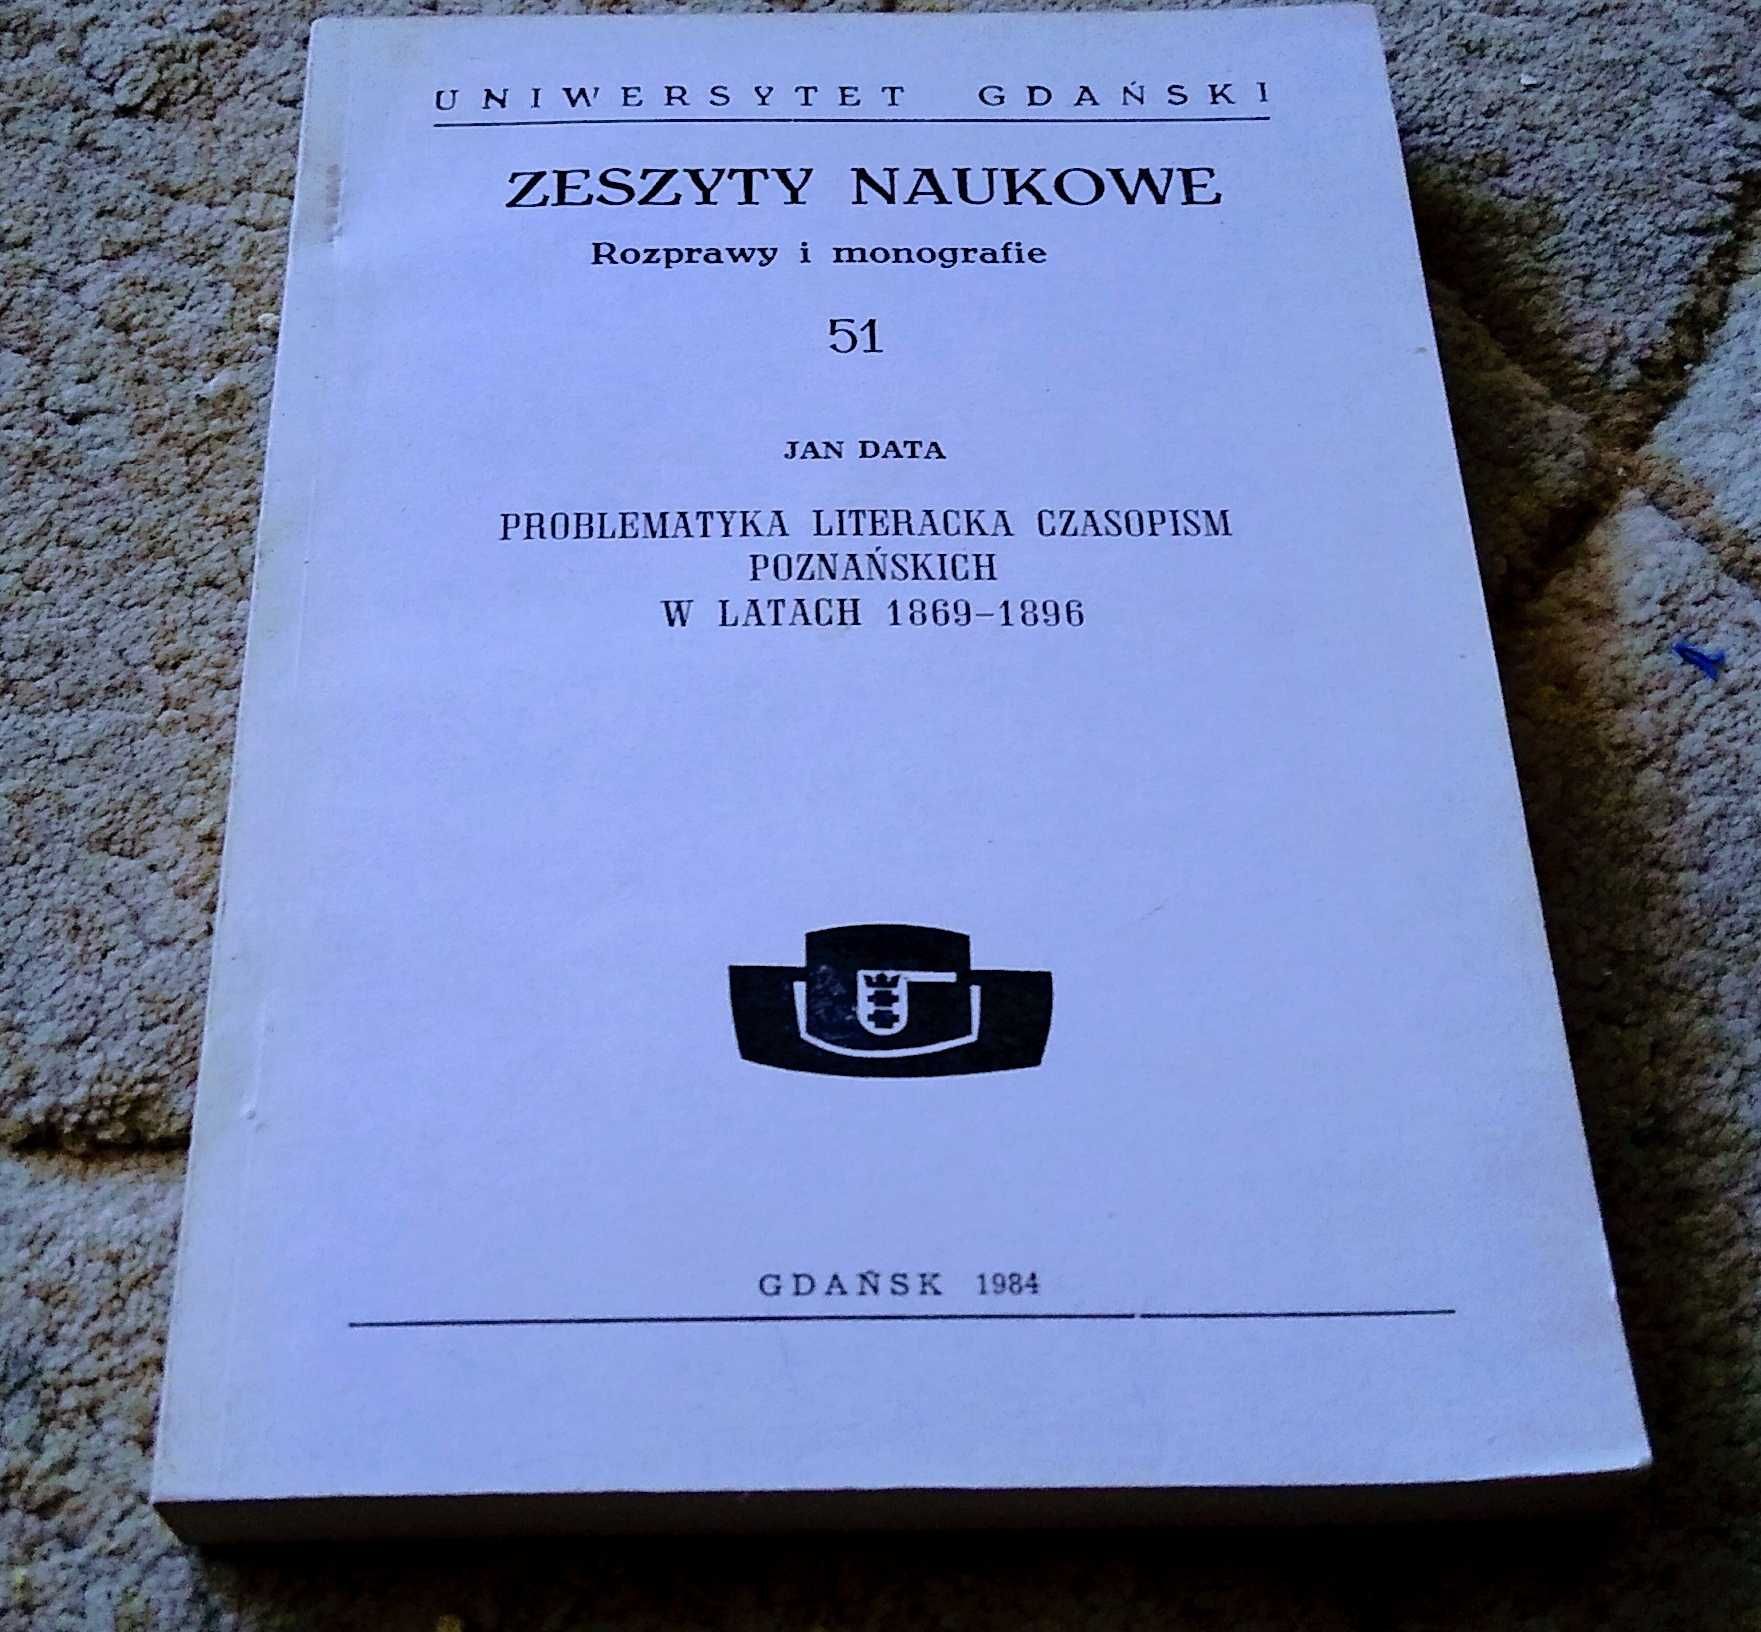 UNIWERSYTET GDAŃSKI
ZESZYTY NAUKOWE
Rozprawy i monografie
51
JAN DATA
PROBLEMATYKA LITERACKA CZASOPISM
POZNAŃSKICH
W LATACH 1869–1896
GDAŃSK 1984